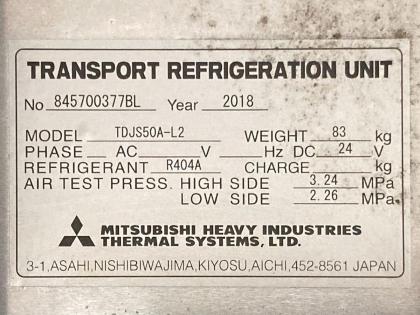 TRANSPORT REFRIGERATION UNIT
No 845700377BL Year 2018
MODEL TDJS50A-L2 WEIGHT 83 kg
PHASE AC V Hz DC 24 V
REFRIGERANT R404A CHARGE kg
AIR TEST PRESS. HIGH SIDE 3.24 MPa
LOW SIDE 2.26 MPa
MITSUBISHI HEAVY INDUSTRIES
THERMAL SYSTEMS, LTD.
3-1,ASAHI,NISHIBIWAJIMA,KIYOSU,AICHI,452-8561 JAPAN